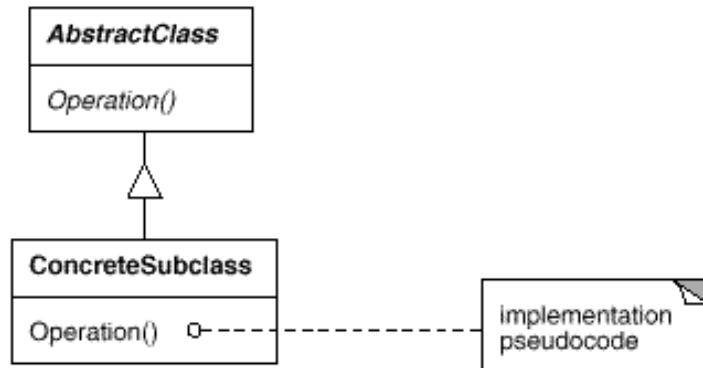 AbstractClass
Operation()
ConcreteSubclass
Operation()
implementation
pseudocode